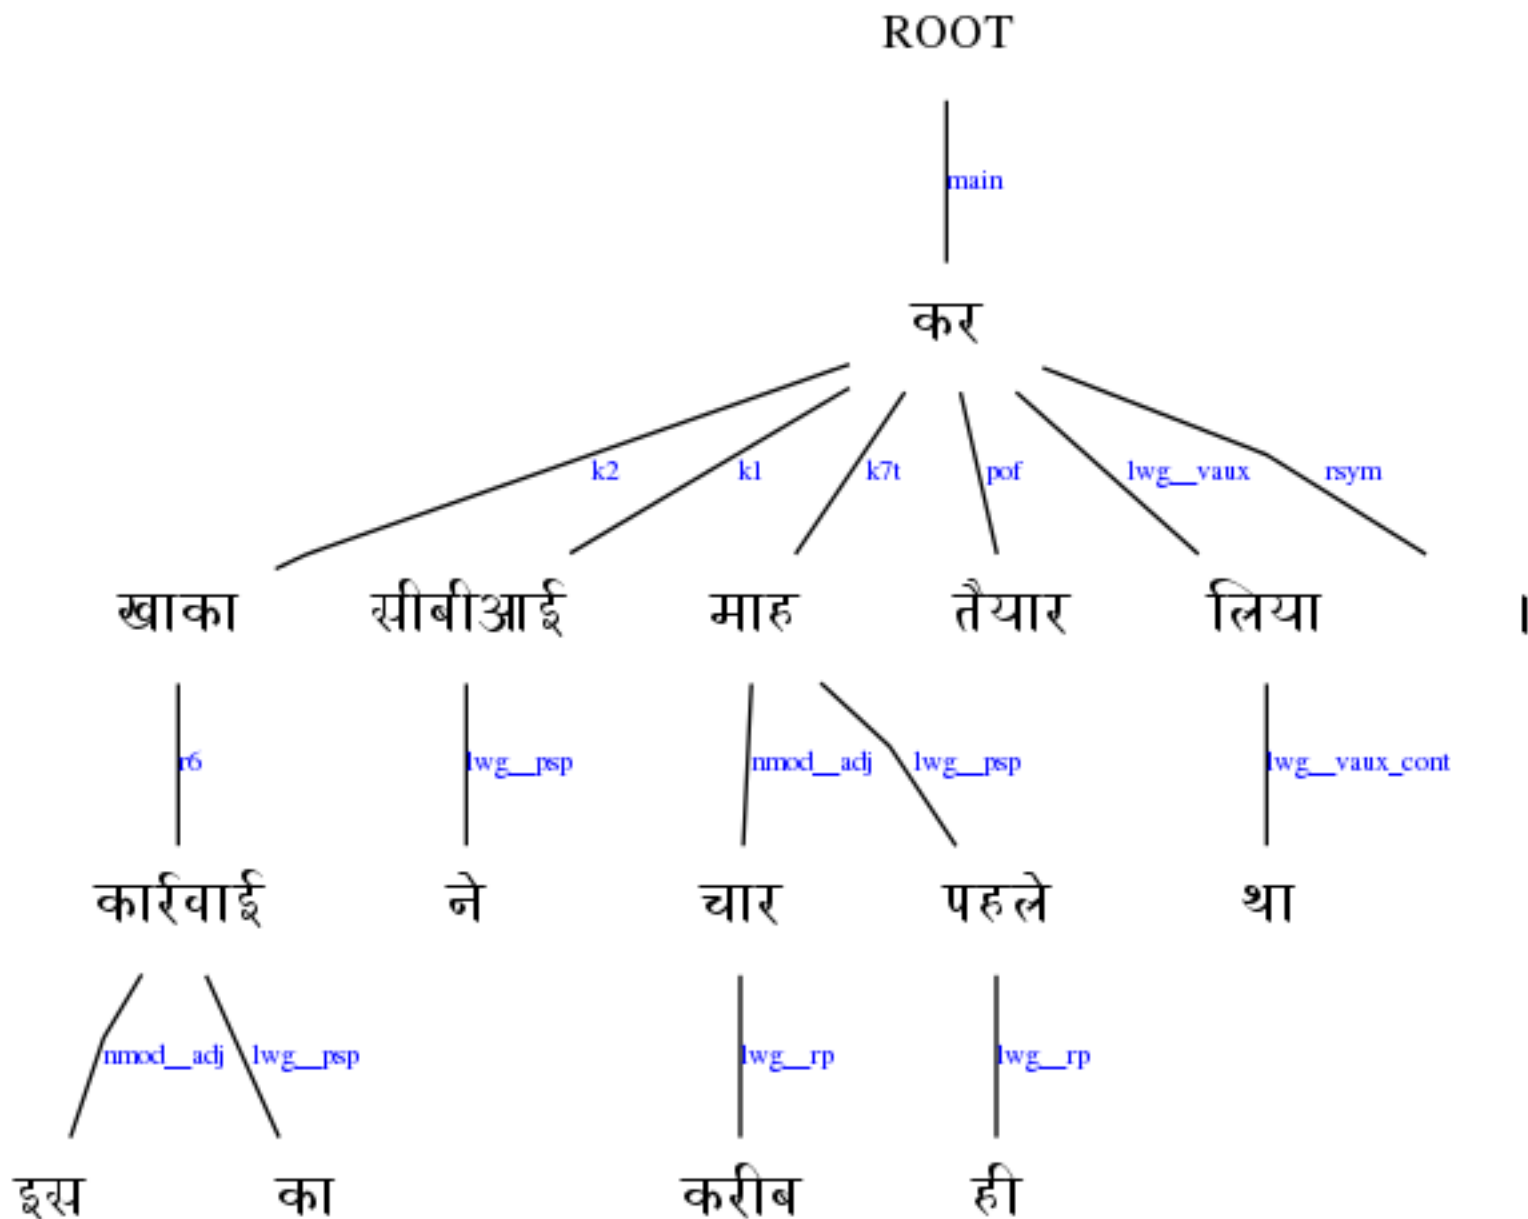 ROOT
main
कर
k2 k1 k7t pof lwg__vaux rsym
खाका सीबीआई माह तैयार लिया ।
r6 lwg__psp nmod__adj lwg__psp lwg__vaux_cont
कार्रवाई ने चार पहले था
nmod__adj lwg__psp lwg__rp lwg__rp
इस का करीब ही